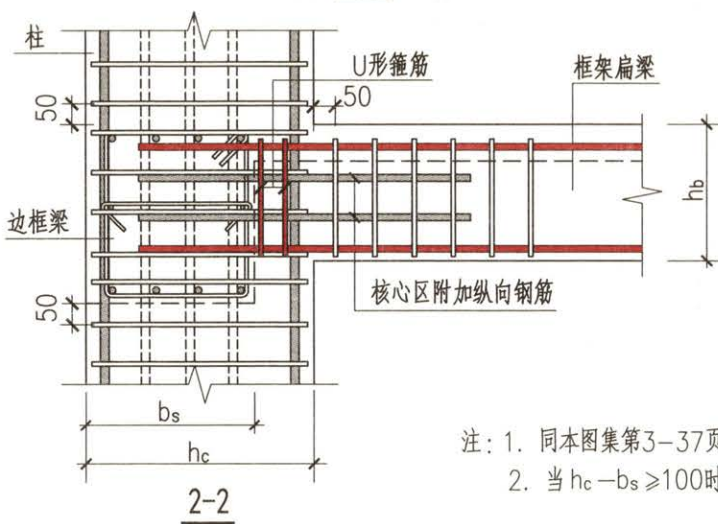 柱
U形箍筋
框架扁梁
50
50
hb
边框梁
核心区附加纵向钢筋
50
bs
hc
注：1. 同本图集第3-37页
2. 当hc-bs≥100时
2-2